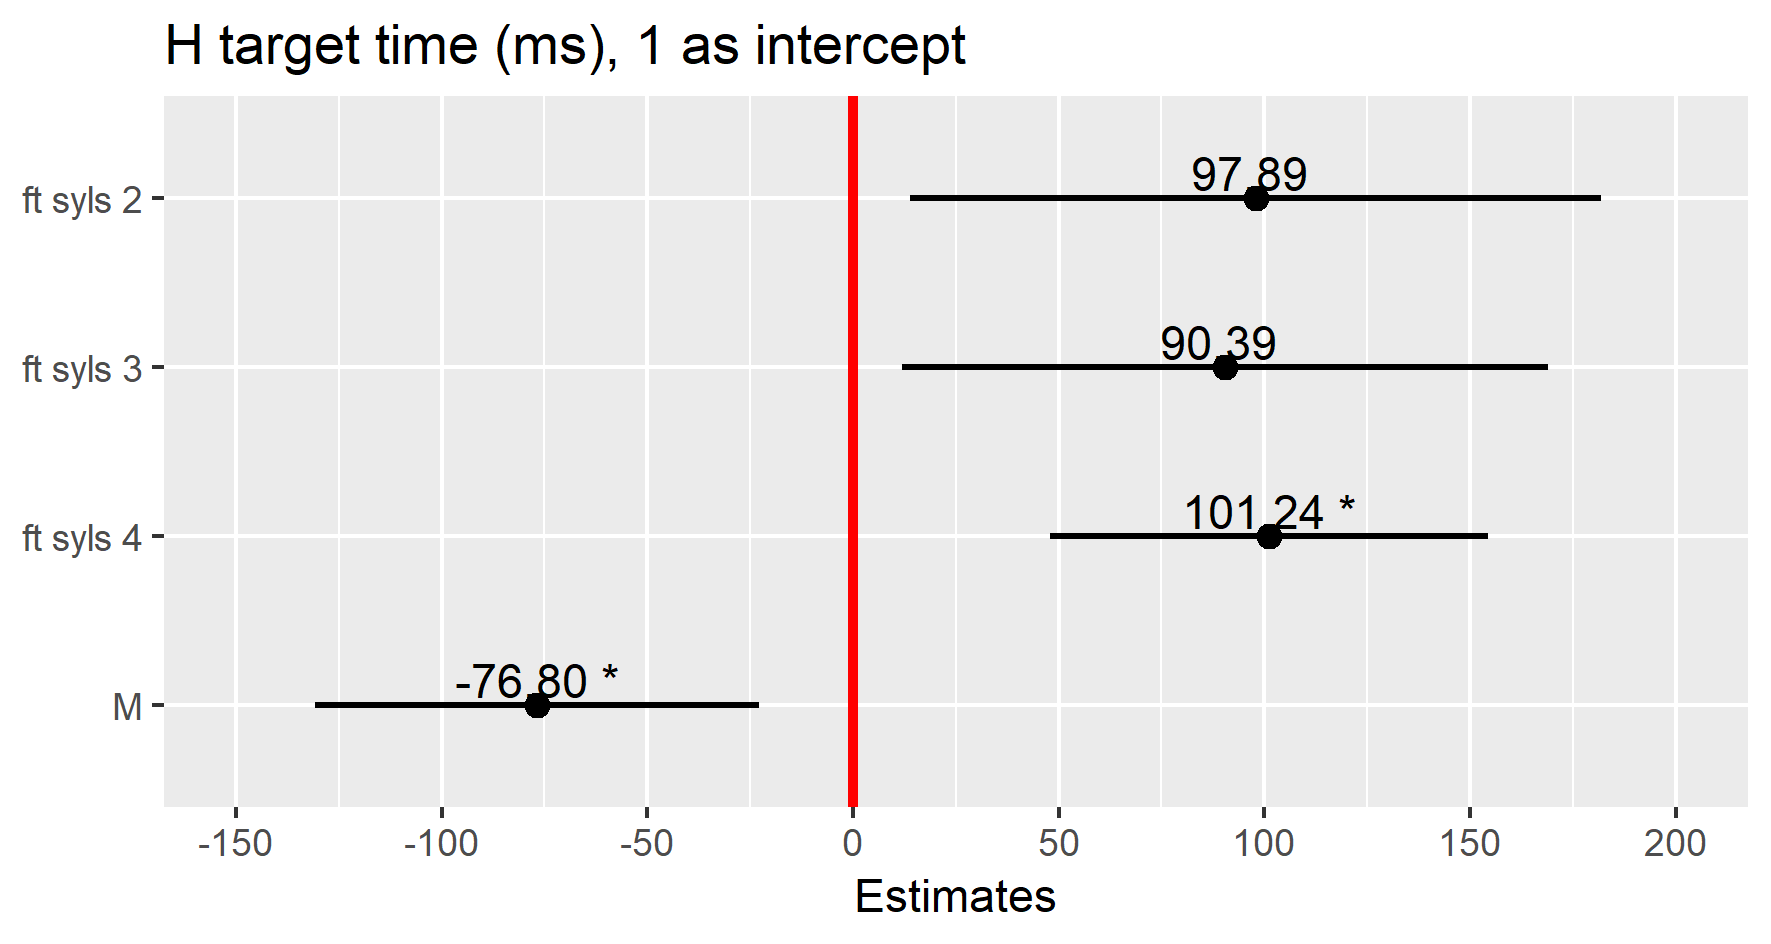 H target time (ms), 1 as intercept
ft syls 2
97.89
ft syls 3
90.39
ft syls 4
101.24 *
M
-76.80 *
-150 -100 -50 0 50 100 150 200
Estimates